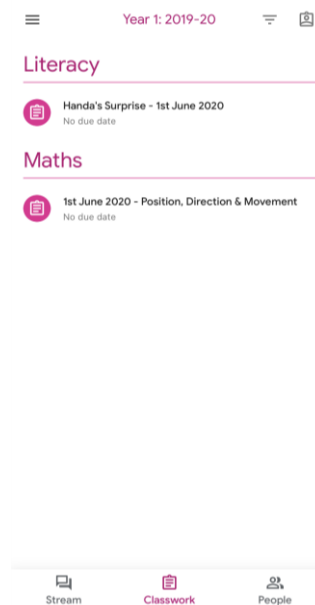 Year 1: 2019-20
Literacy
Handa's Surprise - 1st June 2020
No due date
Maths
1st June 2020 - Position, Direction & Movement
No due date
Stream
Classwork
People